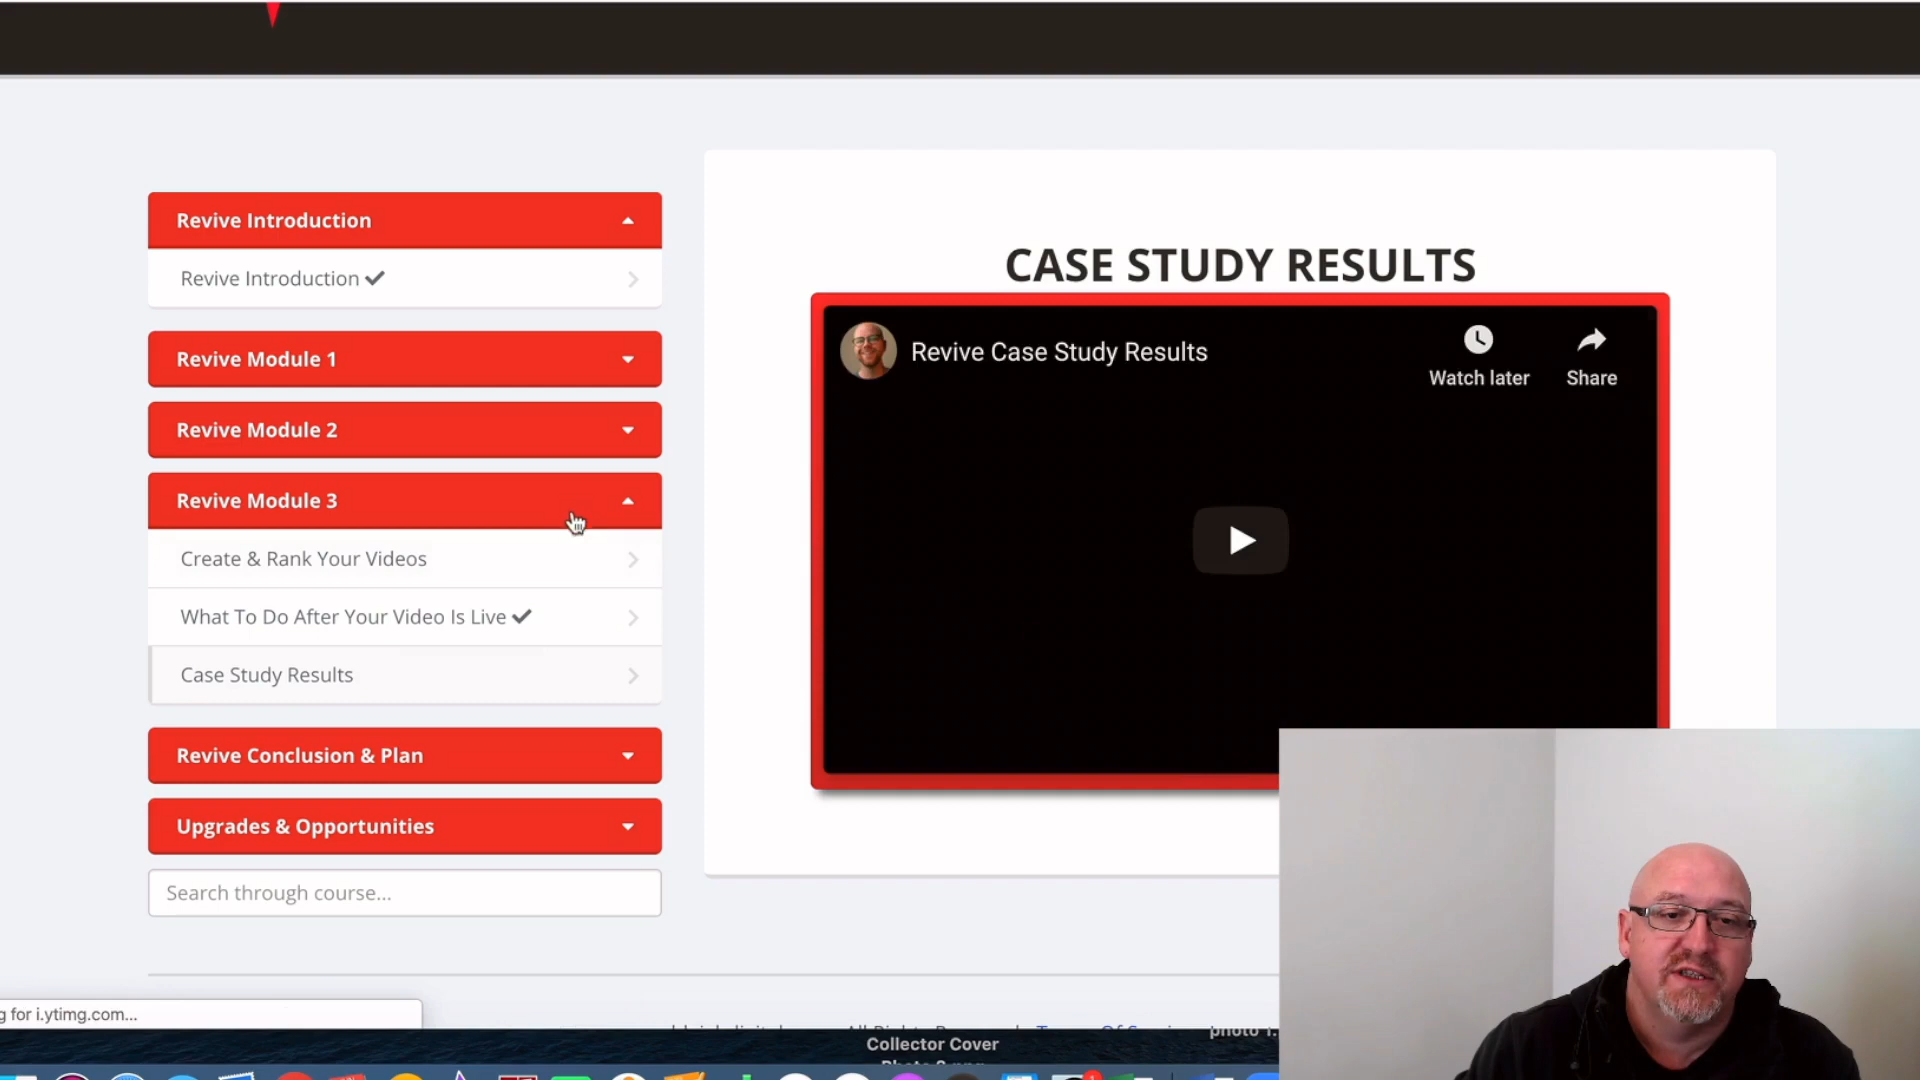 Revive Introduction
Revive Introduction
Revive Module 1
Revive Module 2
Revive Module 3
Create & Rank Your Videos
What To Do After Your Video Is Live
Case Study Results
Revive Conclusion & Plan
Upgrades & Opportunities
Search through course...
CASE STUDY RESULTS
Revive Case Study Results
Watch later
Share
g for i.ytimg.com...
Collector Cover